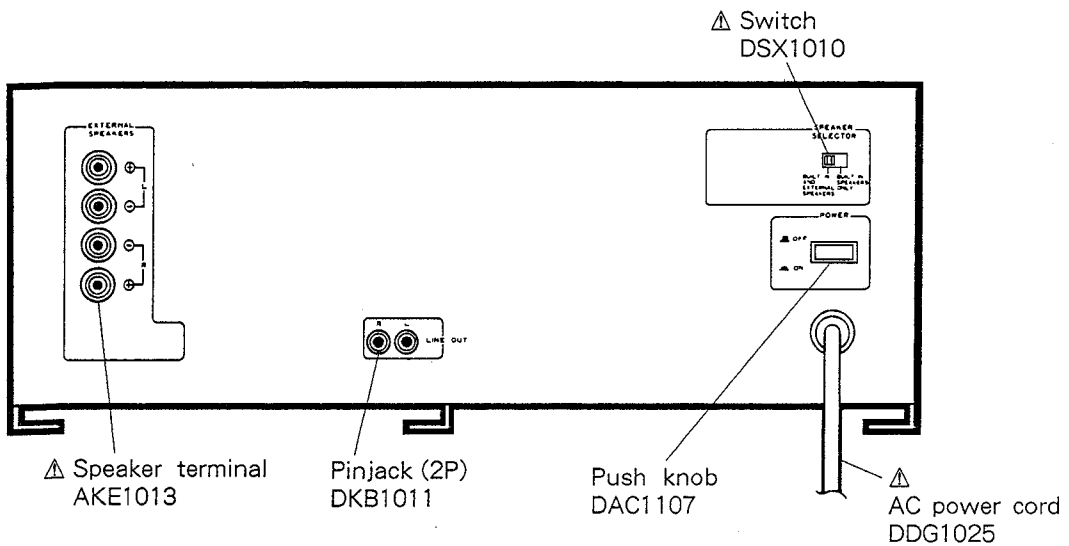 ⚠ Switch
DSX1010
EXTERNAL
SPEAKERS
⊕
L
⊖
⊖
R
⊕
SPEAKER
SELECTOR
BUILT IN
AND
EXTERNAL
SPEAKERS
BUILT IN
SPEAKERS
ONLY
POWER
OFF
ON
R L
LINE OUT
⚠ Speaker terminal
AKE1013
Pinjack (2P)
DKB1011
Push knob
DAC1107
⚠
AC power cord
DDG1025